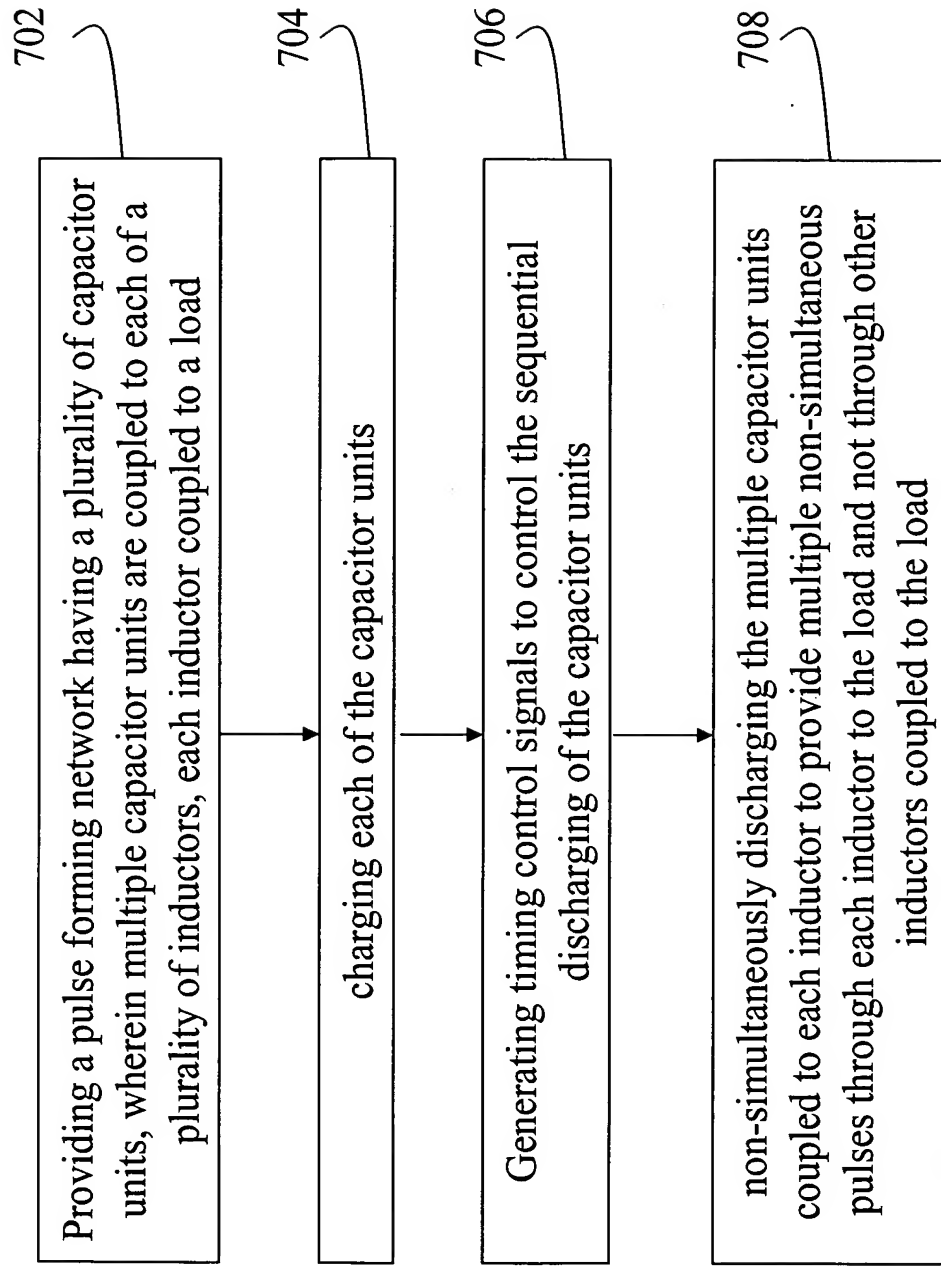 702
Providing a pulse forming network having a plurality of capacitor
units, wherein multiple capacitor units are coupled to each of a
plurality of inductors, each inductor coupled to a load
704
charging each of the capacitor units
706
Generating timing control signals to control the sequential
discharging of the capacitor units
708
non-simultaneously discharging the multiple capacitor units
coupled to each inductor to provide multiple non-simultaneous
pulses through each inductor to the load and not through other
inductors coupled to the load